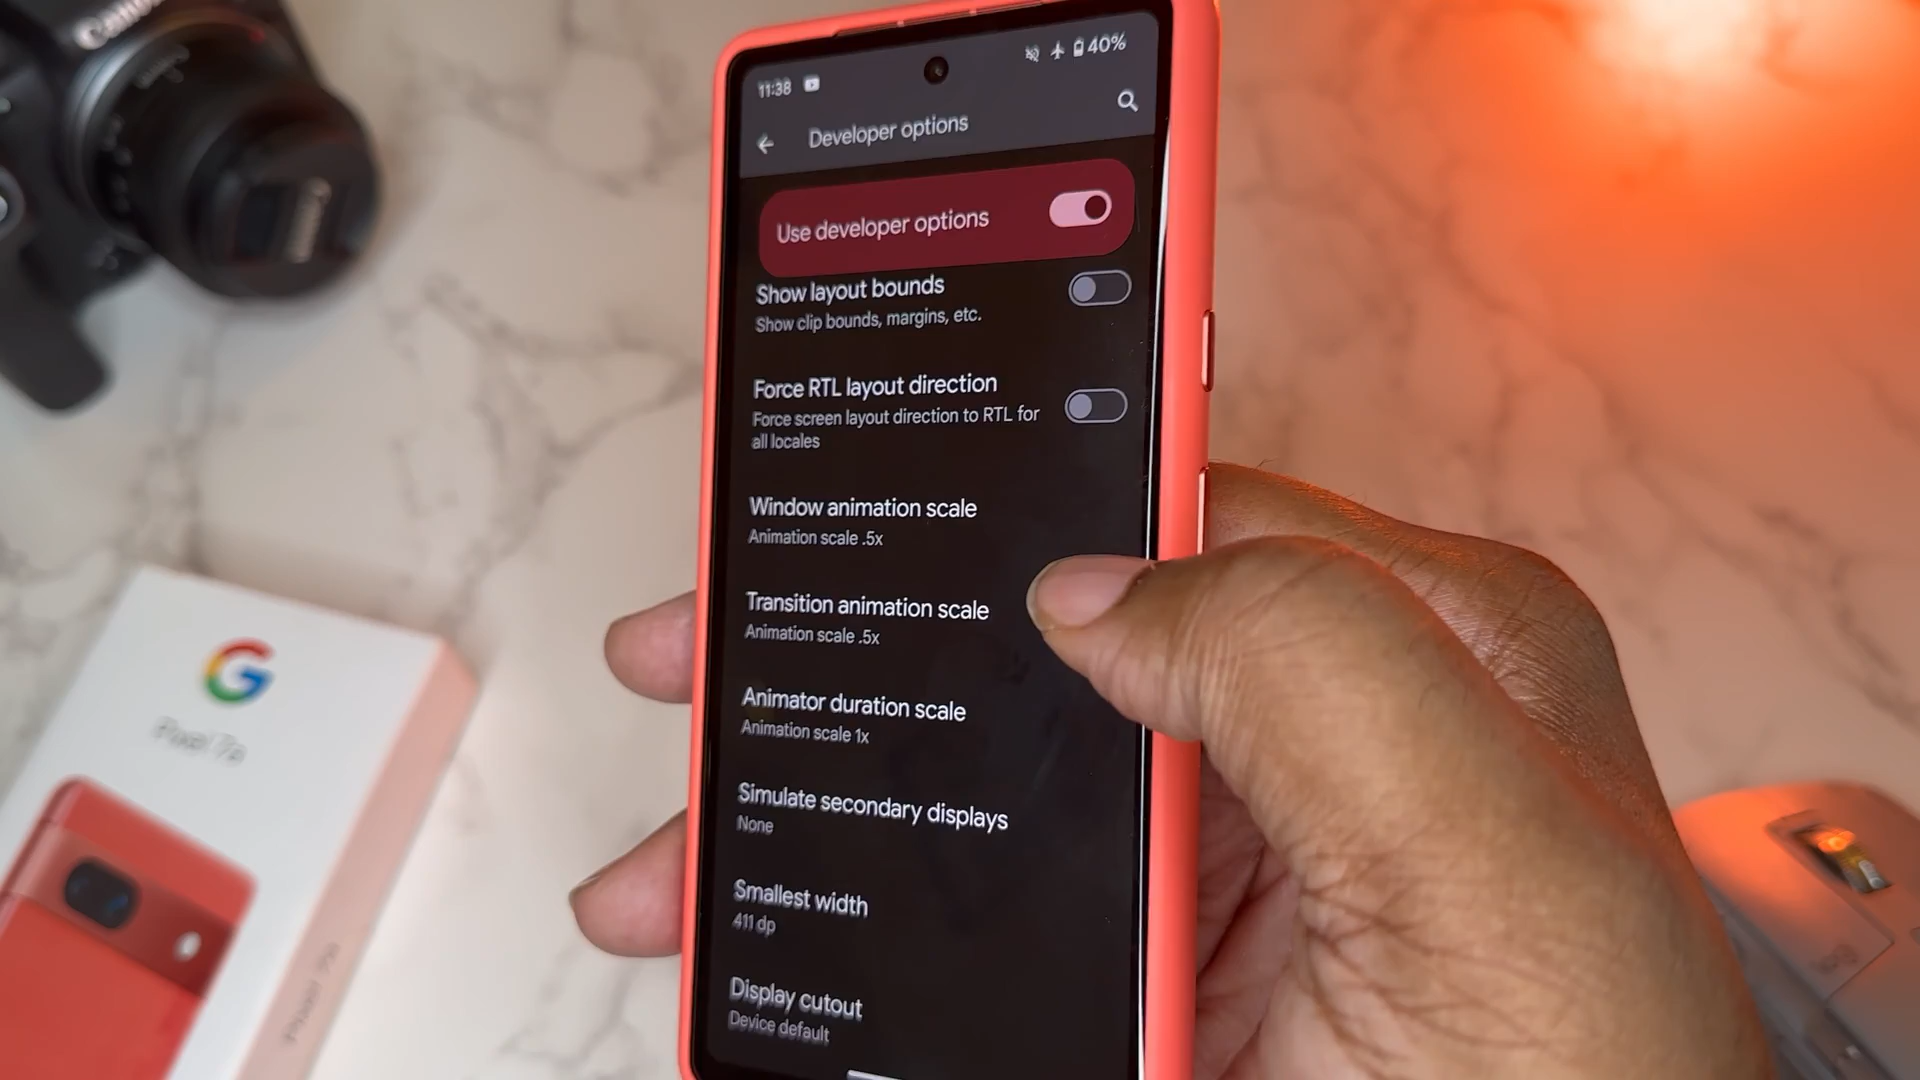 Canon
11:38
40%
Developer options
Use developer options
Show layout bounds
Show clip bounds, margins, etc.
Force RTL layout direction
Force screen layout direction to RTL for
all locales
Window animation scale
Animation scale .5x
Transition animation scale
Animation scale .5x
Animator duration scale
Animation scale 1x
Simulate secondary displays
None
Smallest width
411 dp
Display cutout
Device default
G
Pixel 7a